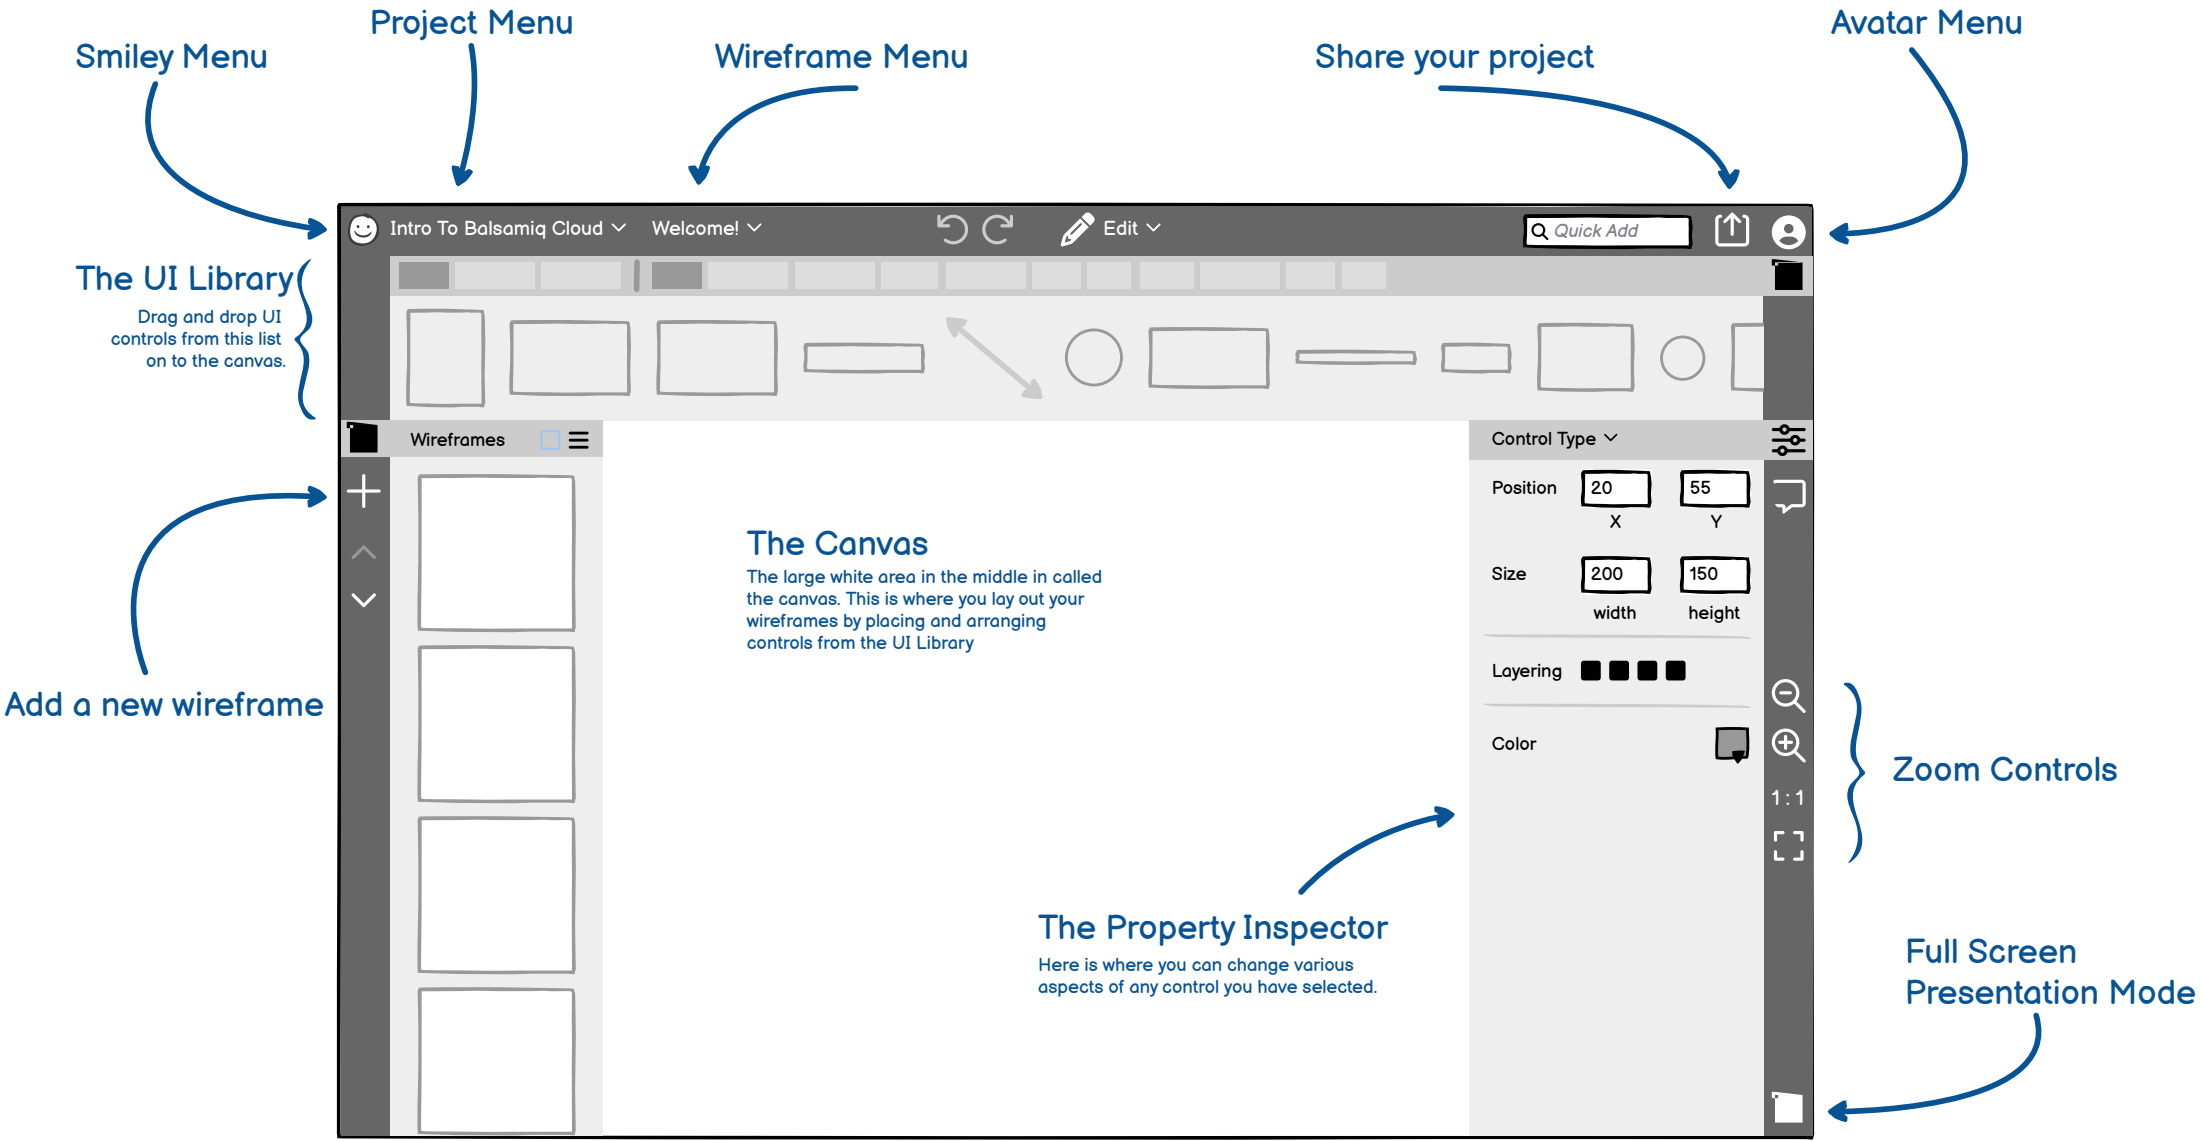 Project Menu
Avatar Menu
Smiley Menu
Wireframe Menu
Share your project
Intro To Balsamiq Cloud
Welcome!
Edit
Quick Add
The UI Library
Drag and drop UI
controls from this list
on to the canvas.
Wireframes
Control Type
Position
20
55
X
Y
The Canvas
The large white area in the middle in called
the canvas. This is where you lay out your
wireframes by placing and arranging
controls from the UI Library
Size
200
150
width
height
Layering
Add a new wireframe
Color
Zoom Controls
1:1
The Property Inspector
Here is where you can change various
aspects of any control you have selected.
Full Screen
Presentation Mode